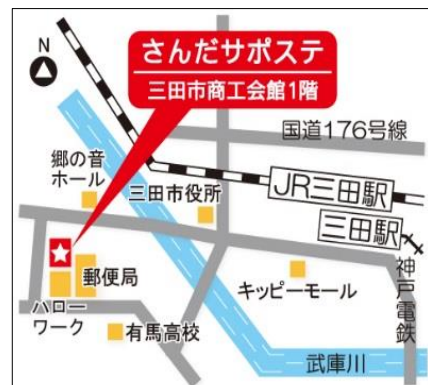 N
さんだサポステ
三田市商工会館1階
国道176号線
郷の音
ホール
三田市役所
JR三田駅
三田駅
神戸電鉄
郵便局
キッピーモール
ハロー
ワーク
有馬高校
武庫川